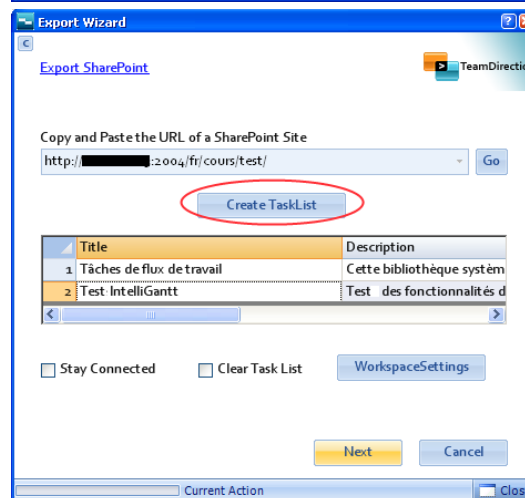 Export Wizard
?
C
Export SharePoint
TeamDirectio
Copy and Paste the URL of a SharePoint Site
http:// :2004/fr/cours/test/
Go
Create TaskList
Title Description
1 Tâches de flux de travail Cette bibliothèque systèm
2 Test IntelliGantt Test des fonctionnalités d
Stay Connected
Clear Task List
WorkspaceSettings
Next
Cancel
Current Action
Clos